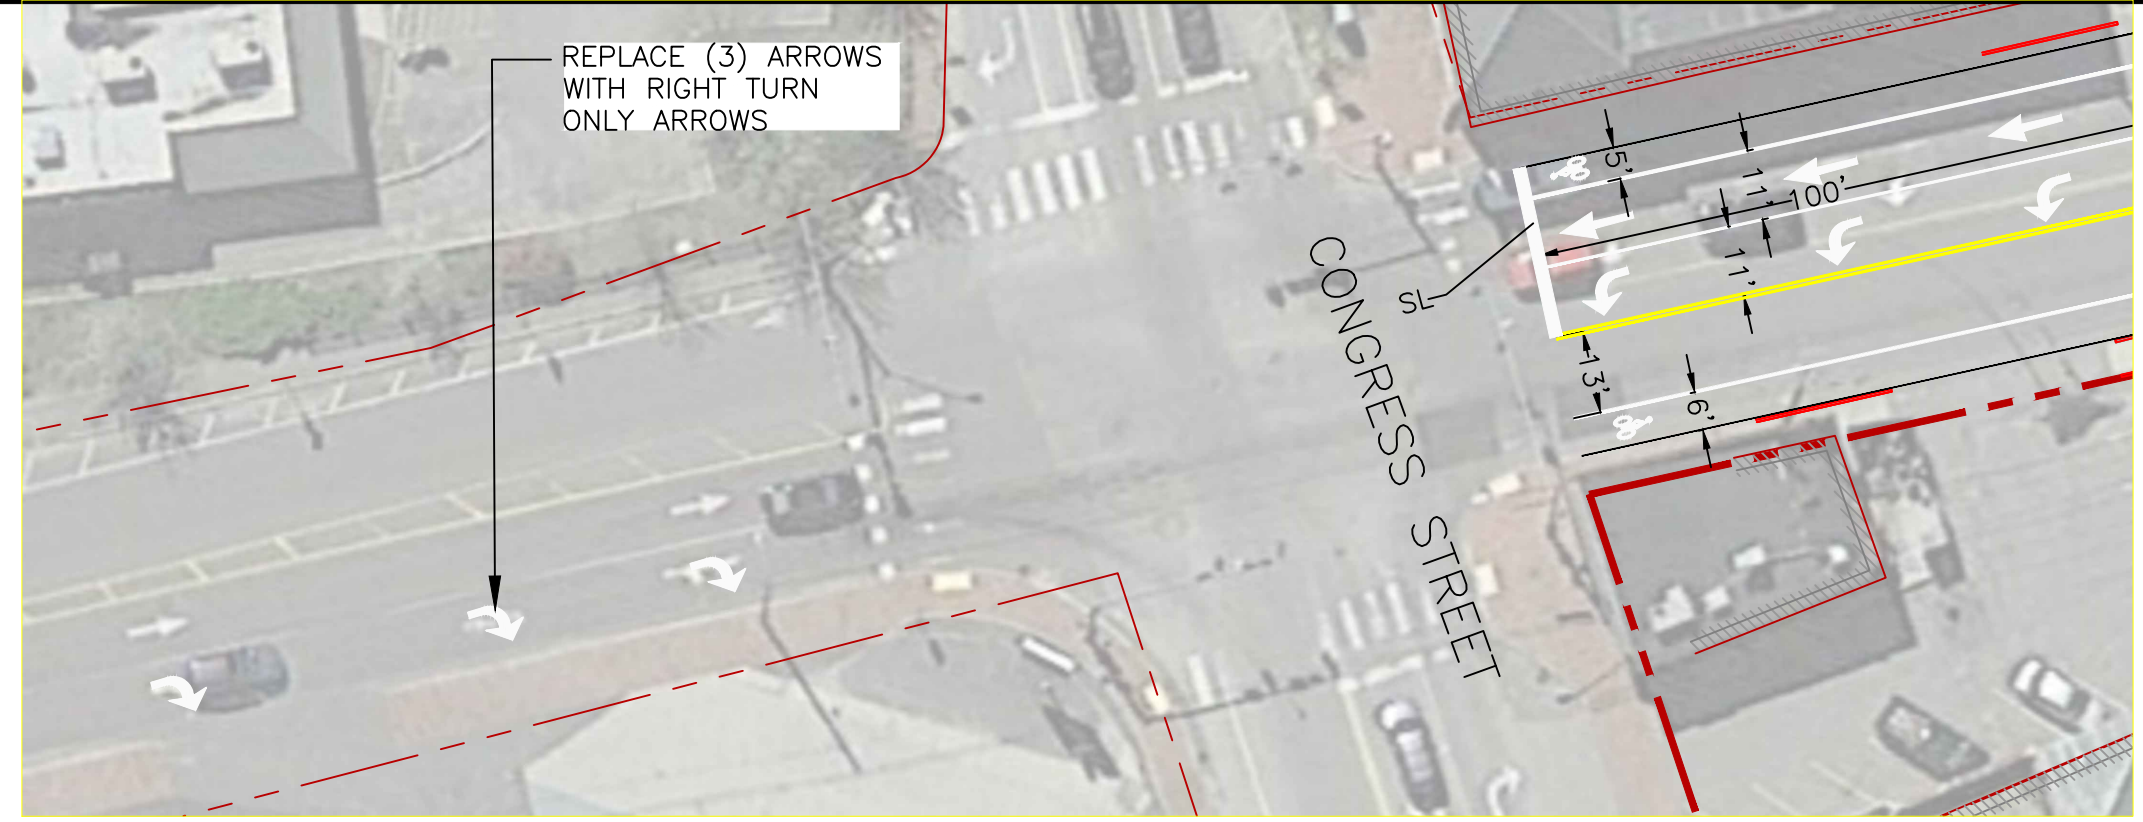 REPLACE (3) ARROWS
WITH RIGHT TURN
ONLY ARROWS
5'
11'
100'
11'
SL
13'
6'
CONGRESS STREET